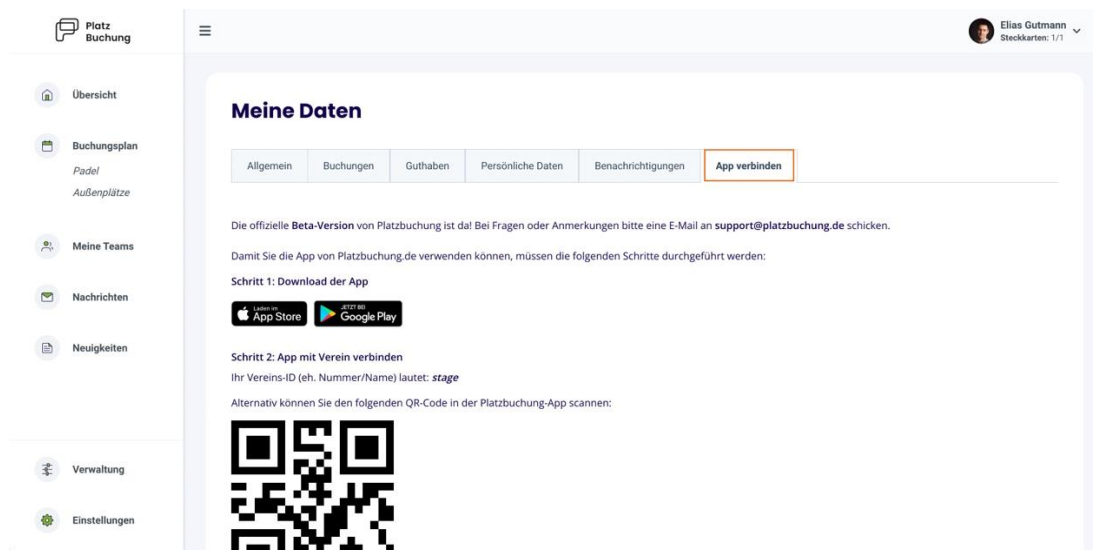 Platz
Buchung
Elias Gutmann
Steckkarten: 1/1
Übersicht
Buchungsplan
Padel
Außenplätze
Meine Teams
Nachrichten
Neuigkeiten
Verwaltung
Einstellungen
Meine Daten
Allgemein
Buchungen
Guthaben
Persönliche Daten
Benachrichtigungen
App verbinden
Die offizielle Beta-Version von Platzbuchung ist da! Bei Fragen oder Anmerkungen bitte eine E-Mail an support@platzbuchung.de schicken.
Damit Sie die App von Platzbuchung.de verwenden können, müssen die folgenden Schritte durchgeführt werden:
Schritt 1: Download der App
Laden im
App Store
JETZT BEI
Google Play
Schritt 2: App mit Verein verbinden
Ihr Vereins-ID (eh. Nummer/Name) lautet: stage
Alternativ können Sie den folgenden QR-Code in der Platzbuchung-App scannen: